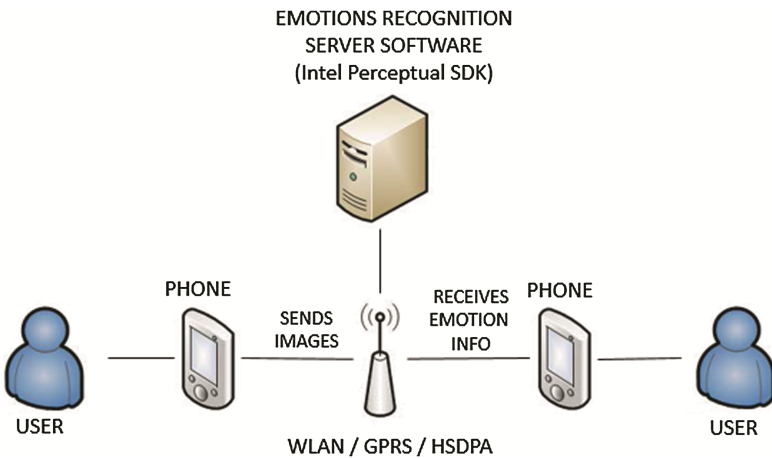 EMOTIONS RECOGNITION
SERVER SOFTWARE
(Intel Perceptual SDK)
PHONE
SENDS
IMAGES
RECEIVES
EMOTION
INFO
PHONE
USER
USER
WLAN / GPRS / HSDPA